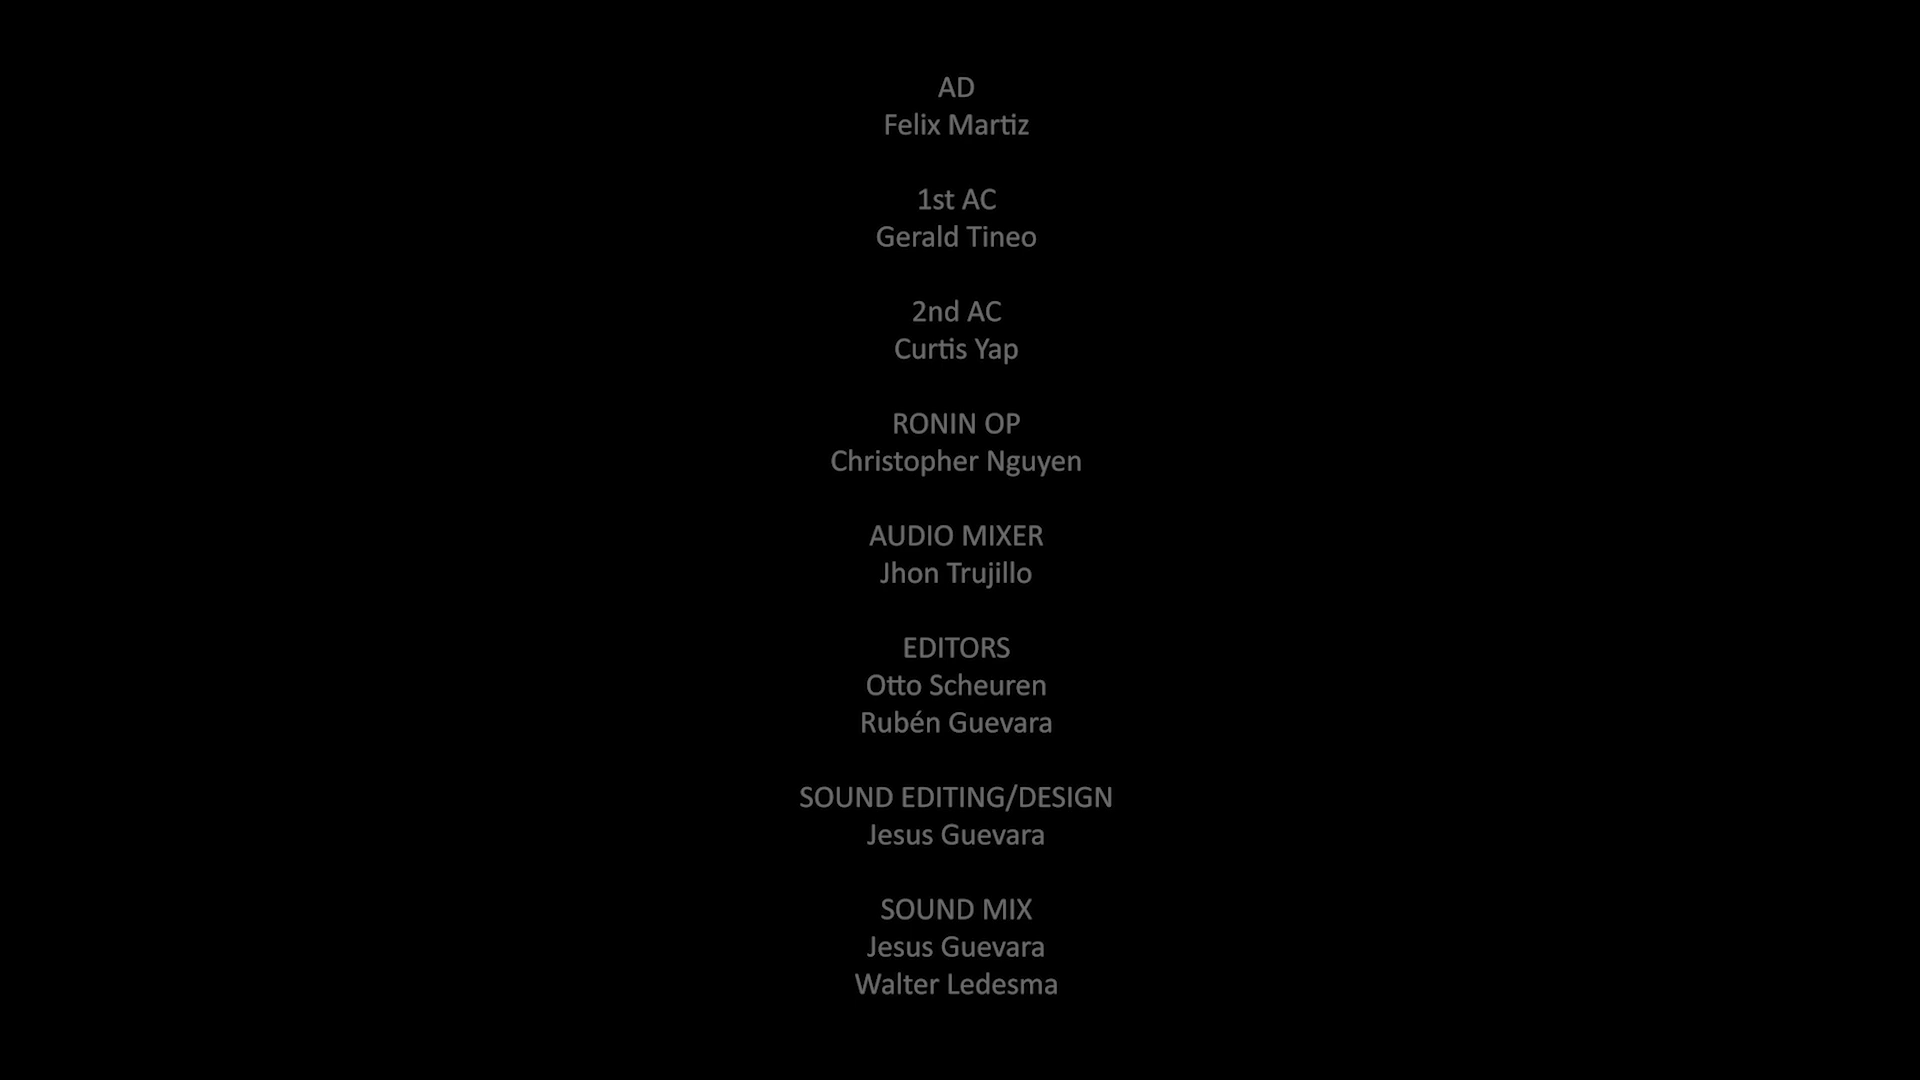 AD
Felix Martiz
1st AC
Gerald Tineo
2nd AC
Curtis Yap
RONIN OP
Christopher Nguyen
AUDIO MIXER
Jhon Trujillo
EDITORS
Otto Scheuren
Rubén Guevara
SOUND EDITING/DESIGN
Jesus Guevara
SOUND MIX
Jesus Guevara
Walter Ledesma